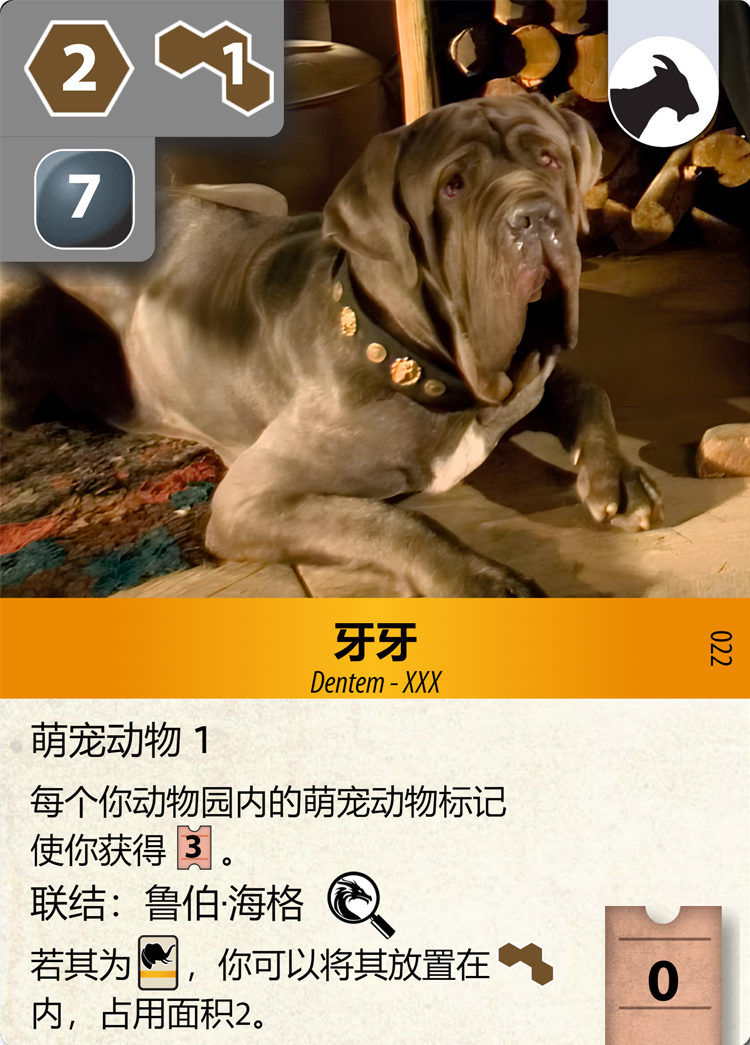 2
1
7
牙牙
Dentem - XXX
022
萌宠动物 1
每个你动物园内的萌宠动物标记
使你获得 3 。
联结：鲁伯·海格
若其为 ，你可以将其放置在
内，占用面积2。
0